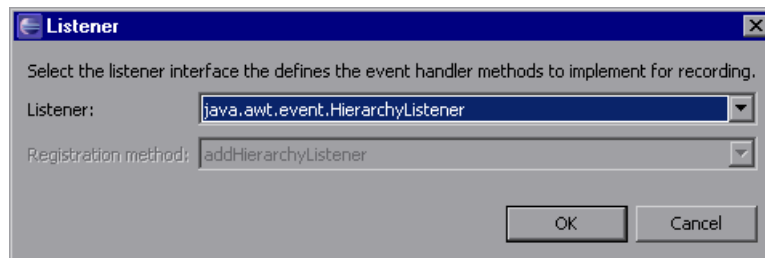 Listener
Select the listener interface the defines the event handler methods to implement for recording.
Listener: java.awt.event.HierarchyListener
Registration method: addHierarchyListener
OK Cancel